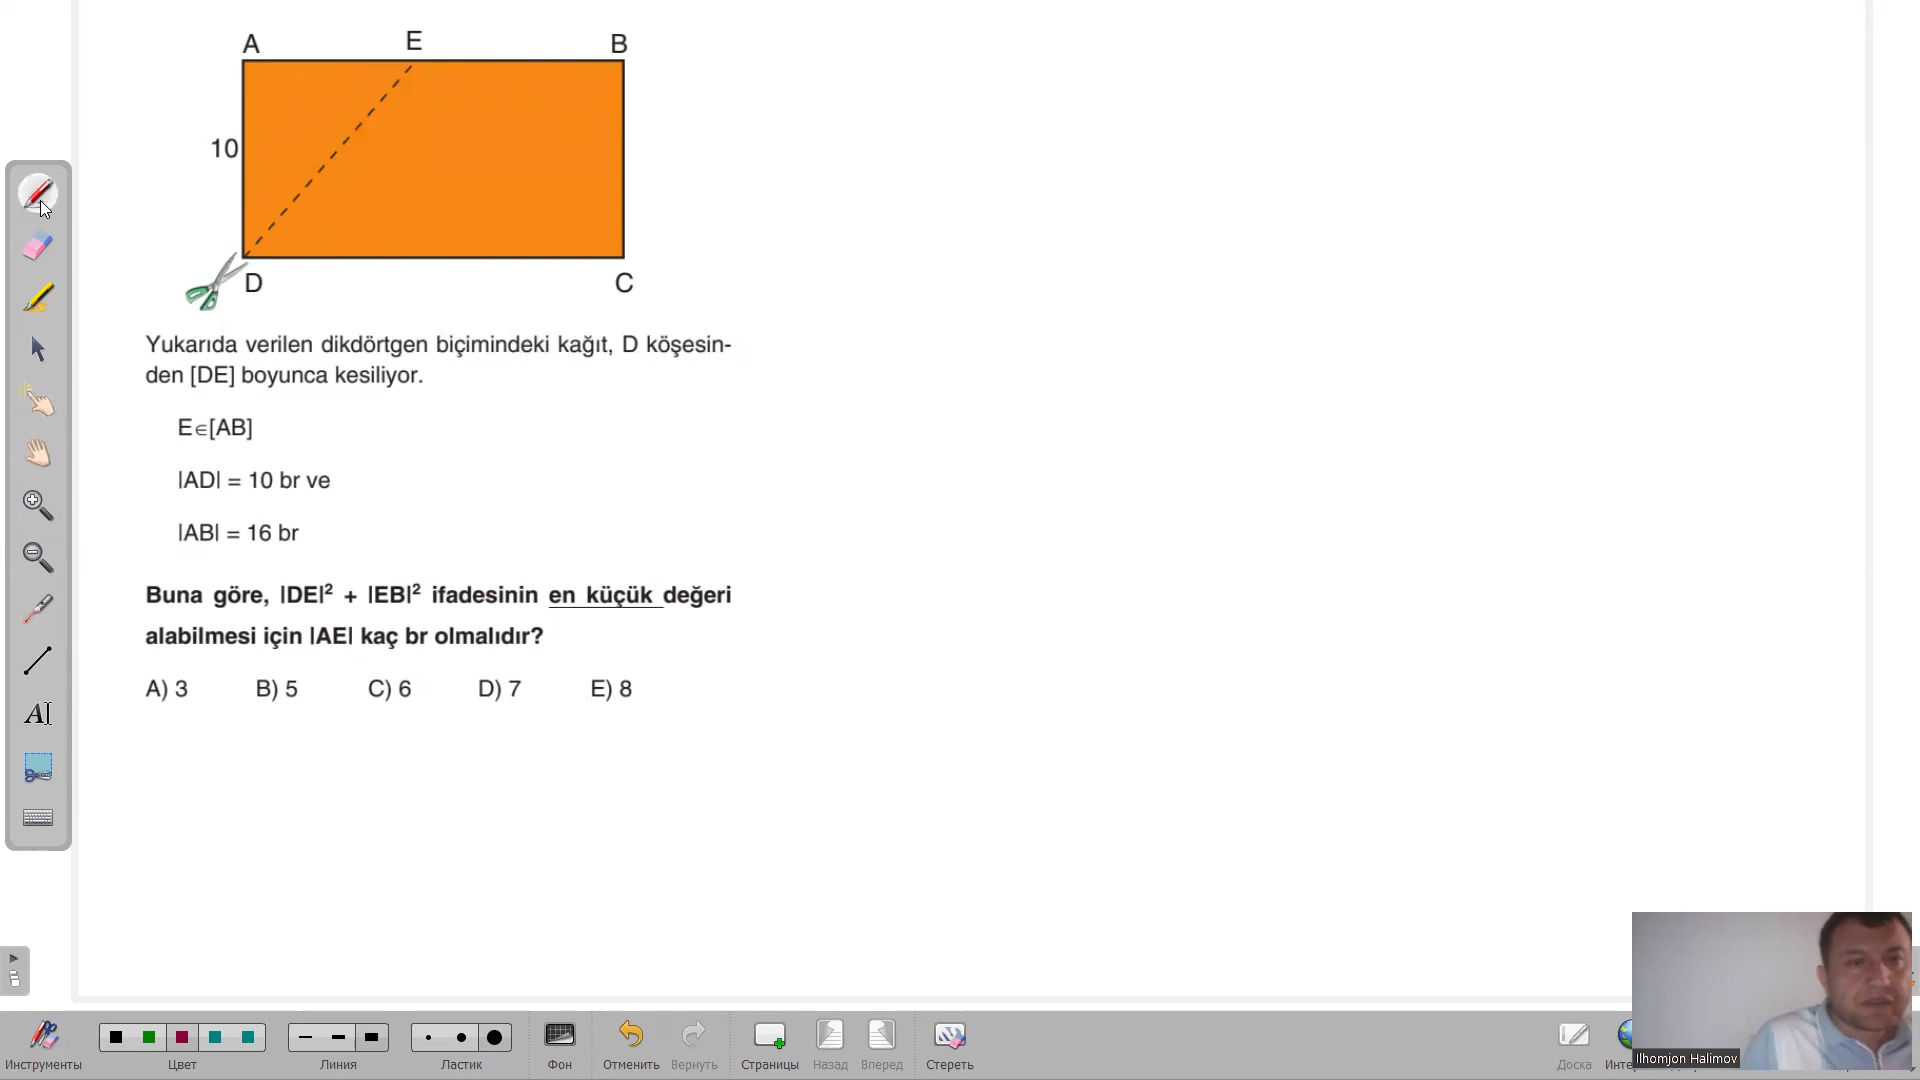 A E B
10
D C
Yukarıda verilen dikdörtgen biçimindeki kağıt, D köşesin-
den [DE] boyunca kesiliyor.
E∈[AB]
|AD| = 10 br ve
|AB| = 16 br
Buna göre, |DE|² + |EB|² ifadesinin en küçük değeri
alabilmesi için |AE| kaç br olmalıdır?
A) 3 B) 5 C) 6 D) 7 E) 8
Ilhomjon Halimov
Инструменты Цвет Линия Ластик Фон Отменить Вернуть Страницы Назад Вперед Стереть Доска